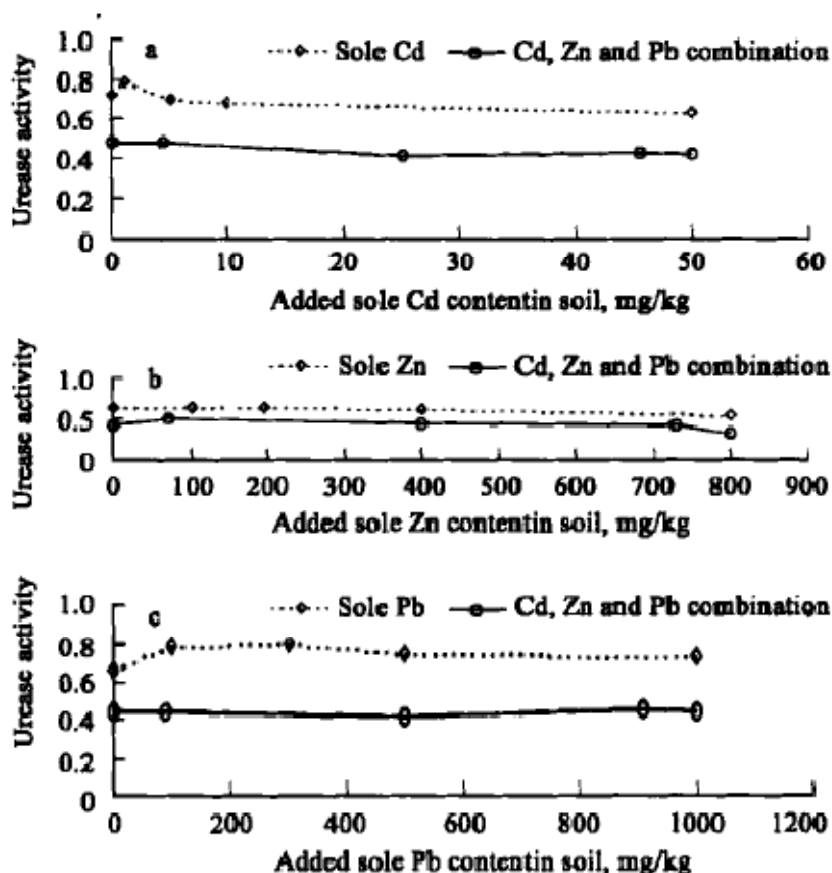 a Sole Cd Cd, Zn and Pb combination
Urease activity
1.0
0.8
0.6
0.4
0.2
0
0 10 20 30 40 50 60
Added sole Cd contentin soil, mg/kg
b Sole Zn Cd, Zn and Pb combination
Urease activity
1.0
0.5
0
0 100 200 300 400 500 600 700 800 900
Added sole Zn contentin soil, mg/kg
c Sole Pb Cd, Zn and Pb combination
Urease activity
1.0
0.8
0.6
0.4
0.2
0
0 200 400 600 800 1000 1200
Added sole Pb contentin soil, mg/kg